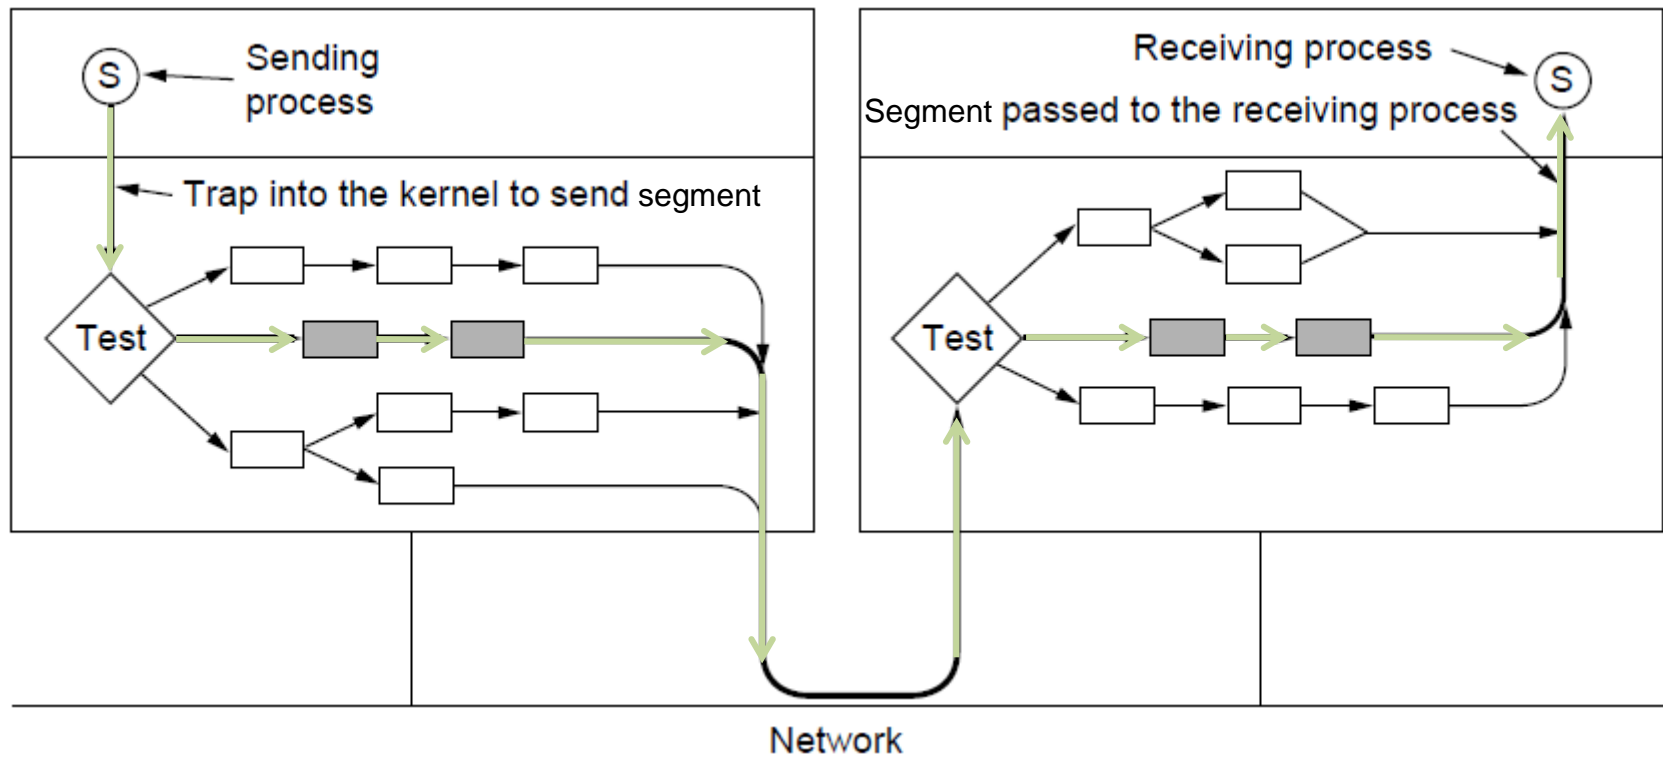 S
Sending
process
Trap into the kernel to send segment
Test
Receiving process
S
Segment passed to the receiving process
Test
Network